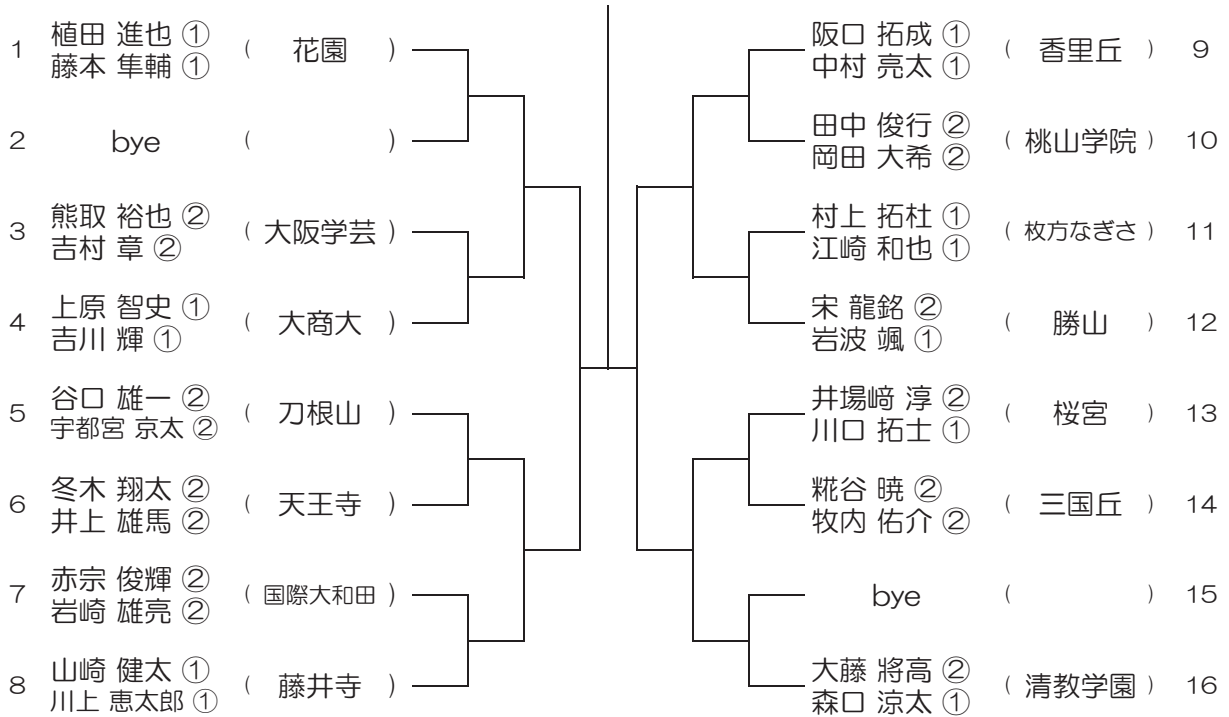 1 植田 進也 ① ( 花園 )
藤本 隼輔 ①
2 bye ( )
3 熊取 裕也 ② ( 大阪学芸 )
吉村 章 ②
4 上原 智史 ① ( 大商大 )
吉川 輝 ①
5 谷口 雄一 ② ( 刀根山 )
宇都宮 京太 ②
6 冬木 翔太 ② ( 天王寺 )
井上 雄馬 ②
7 赤宗 俊輝 ② ( 国際大和田 )
岩崎 雄亮 ②
8 山崎 健太 ① ( 藤井寺 )
川上 恵太郎 ①
阪口 拓成 ① ( 香里丘 ) 9
中村 亮太 ①
田中 俊行 ② ( 桃山学院 ) 10
岡田 大希 ②
村上 拓杜 ① ( 枚方なぎさ ) 11
江崎 和也 ①
宋 龍銘 ② ( 勝山 ) 12
岩波 颯 ①
井場﨑 淳 ② ( 桜宮 ) 13
川口 拓士 ①
糀谷 暁 ② ( 三国丘 ) 14
牧内 佑介 ②
bye ( ) 15
大藤 將高 ② ( 清教学園 ) 16
森口 涼太 ①